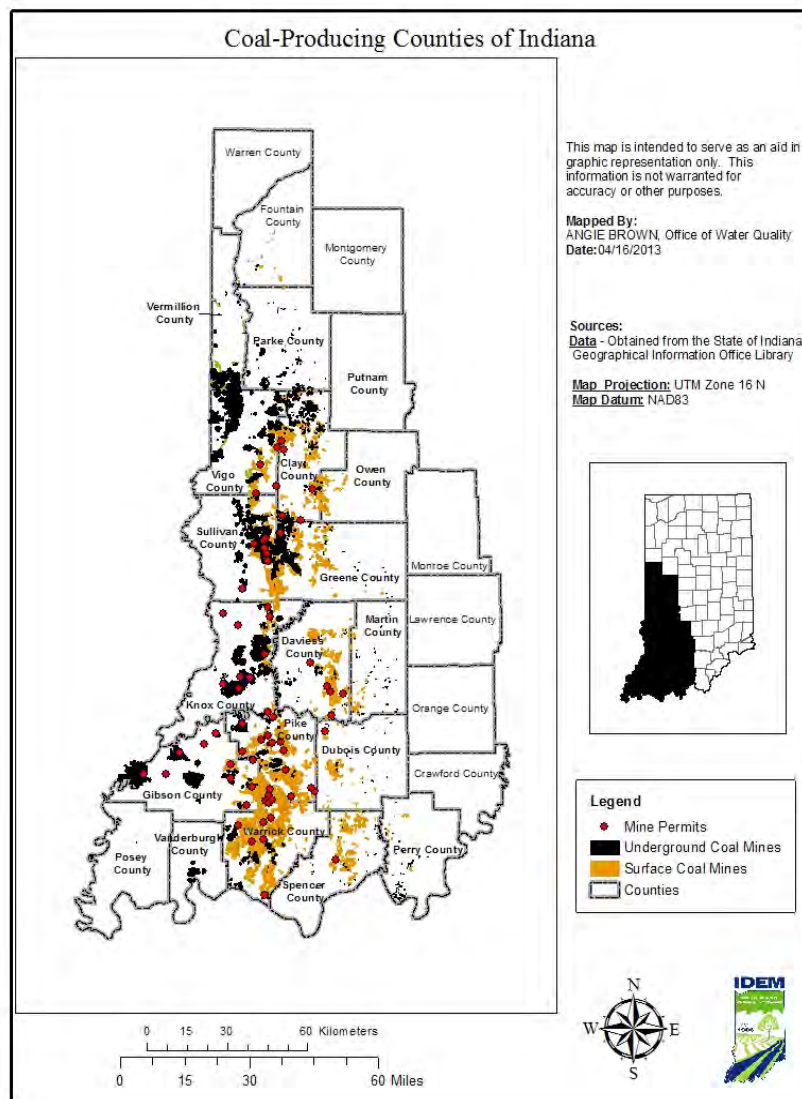 Coal-Producing Counties of Indiana
Warren County
Fountain
County
Montgomery
County
Vermillion
County
Parke County
Putnam
County
Clay
County
Owen
County
Vigo
County
Sullivan
County
Greene County
Monroe County
Martin
County
Lawrence County
Daviess
County
Knox County
Orange County
Pike
County
Dubois County
Crawford County
Gibson County
Warrick County
Vanderburgh
County
Perry County
Posey
County
Spencer
County
This map is intended to serve as an aid in
graphic representation only. This
information is not warranted for
accuracy or other purposes.
Mapped By:
ANGIE BROWN, Office of Water Quality
Date:04/16/2013
Sources:
Data - Obtained from the State of Indiana
Geographical Information Office Library
Map Projection: UTM Zone 16 N
Map Datum: NAD83
Legend
Mine Permits
Underground Coal Mines
Surface Coal Mines
Counties
N
W E
S
IDEM
0 15 30 60 Kilometers
0 15 30 60 Miles